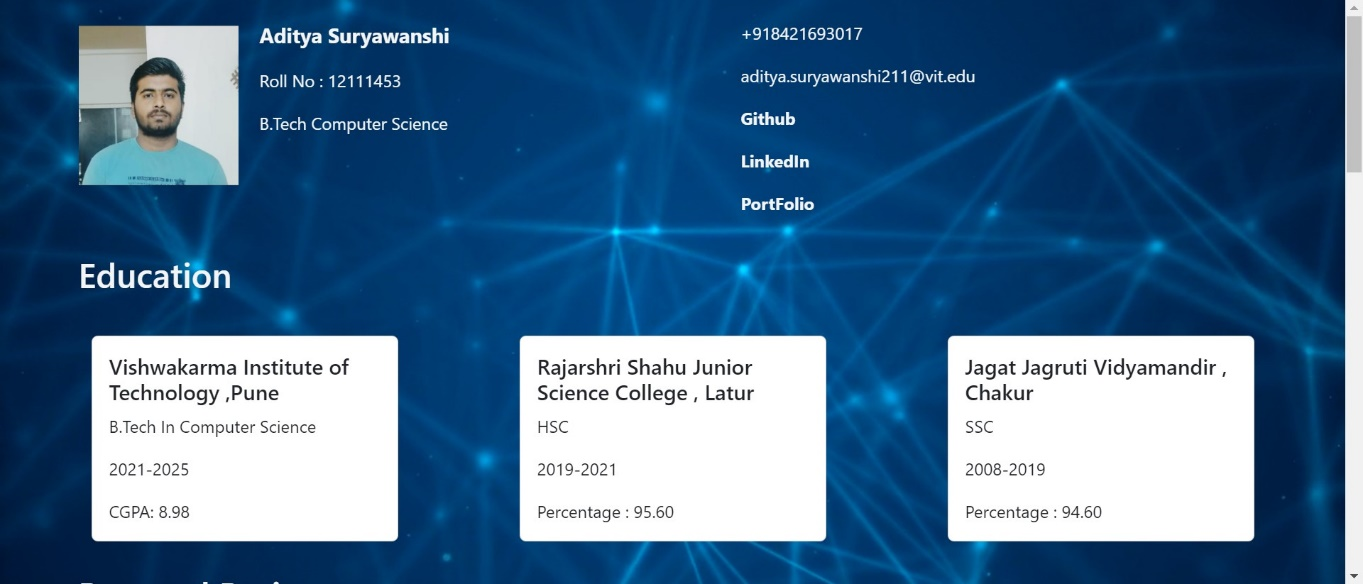 Aditya Suryawanshi
Roll No : 12111453
B.Tech Computer Science
+918421693017
aditya.suryawanshi211@vit.edu
Github
LinkedIn
PortFolio
Education
Vishwakarma Institute of
Technology ,Pune
B.Tech In Computer Science
2021-2025
CGPA: 8.98
Rajarshri Shahu Junior
Science College , Latur
HSC
2019-2021
Percentage : 95.60
Jagat Jagruti Vidyamandir ,
Chakur
SSC
2008-2019
Percentage : 94.60